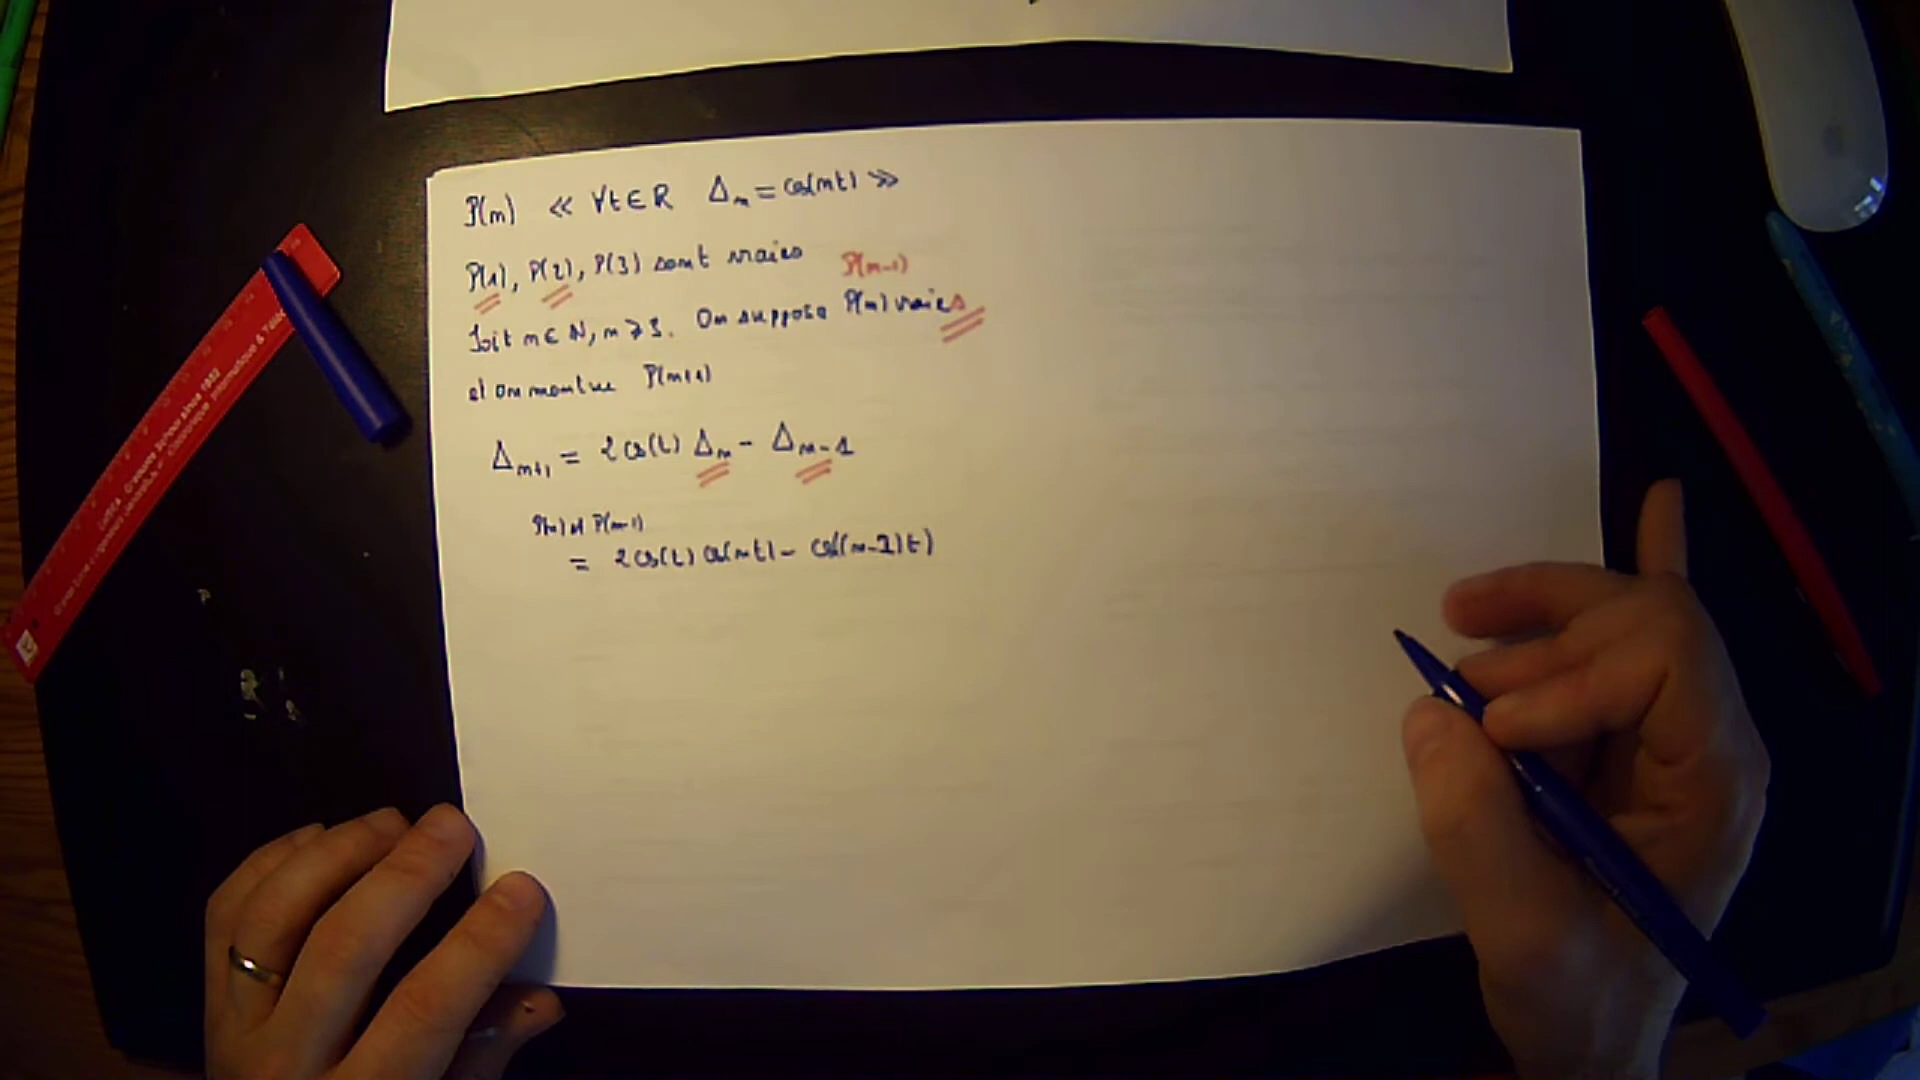 P(n) « ∀t∈R Δₙ = cos(nt) »
P(1), P(2), P(3) sont vraies
P(n-1)
Soit n ∈ N, n ⩾ 3. On suppose P(n) vraies
et on montre P(n+1)
Δₙ₊₁ = 2cos(t) Δₙ - Δₙ₋₁
P(n) et P(n-1)
= 2cos(t) cos(nt) - cos((n-1)t)